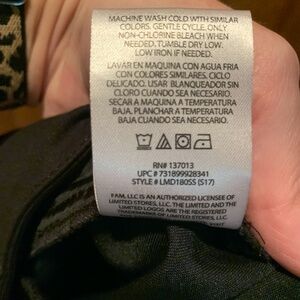 MACHINE WASH COLD WITH SIMILAR
COLORS. GENTLE CYCLE. ONLY
NON-CHLORINE BLEACH WHEN
NEEDED. TUMBLE DRY LOW.
LOW IRON IF NEEDED.
LAVAR EN MAQUINA CON AGUA FRIA
CON COLORES SIMILARES. CICLO
DELICADO. USAR BLANQUEADOR SIN
CLORO CUANDO SEA NECESARIO.
SECAR A MAQUINA A TEMPERATURA
BAJA. PLANCHAR A TEMPERATURA
BAJA CUANDO SEA NECESARIO.
RN# 137013
UPC # 731899928341
STYLE # LMD180SS (S17)
FAM, LLC IS AN AUTHORIZED LICENSEE OF
LIMITED STORES, LLC. THE LIMITED AND THE
LIMITED LOGOS ARE THE REGISTERED
TRADEMARKS OF LIMITED STORES, LLC